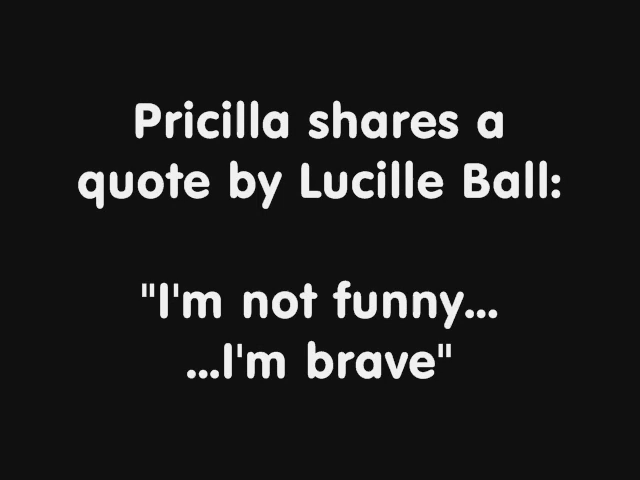 Pricilla shares a
quote by Lucille Ball:
"I'm not funny...
...I'm brave"